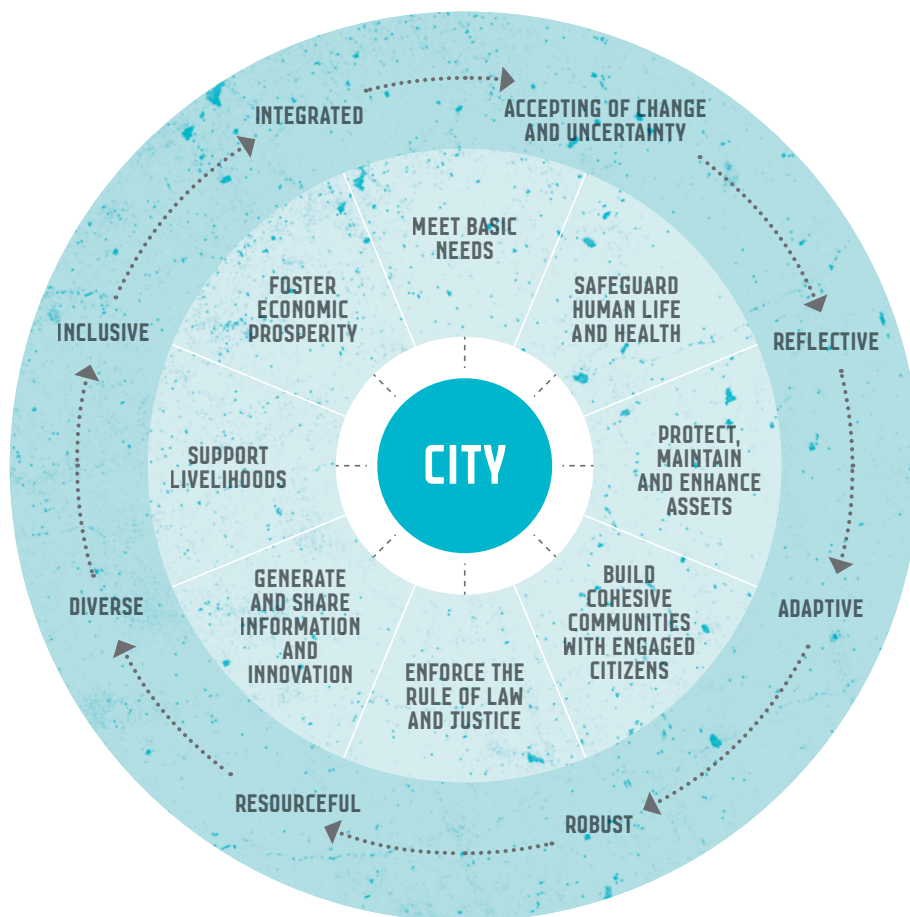 INTEGRATED
ACCEPTING OF CHANGE
AND UNCERTAINTY
REFLECTIVE
ADAPTIVE
ROBUST
RESOURCEFUL
DIVERSE
INCLUSIVE
MEET BASIC
NEEDS
SAFEGUARD
HUMAN LIFE
AND HEALTH
PROTECT,
MAINTAIN
AND ENHANCE
ASSETS
BUILD
COHESIVE
COMMUNITIES
WITH ENGAGED
CITIZENS
ENFORCE THE
RULE OF LAW
AND JUSTICE
GENERATE
AND SHARE
INFORMATION
AND
INNOVATION
SUPPORT
LIVELIHOODS
FOSTER
ECONOMIC
PROSPERITY
CITY